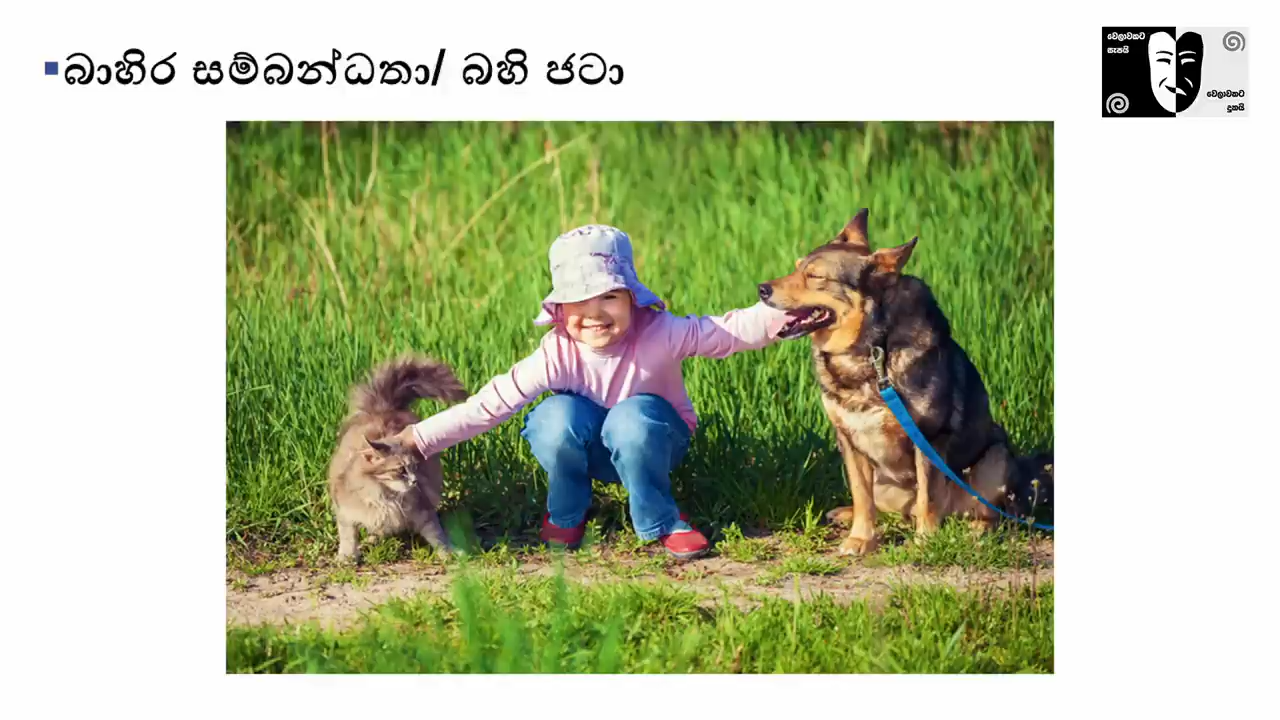 බාහිර සම්බන්ධතා/ බහි ජටා
වෙලාවකට
සැපයි
වෙලාවකට
දුකයි